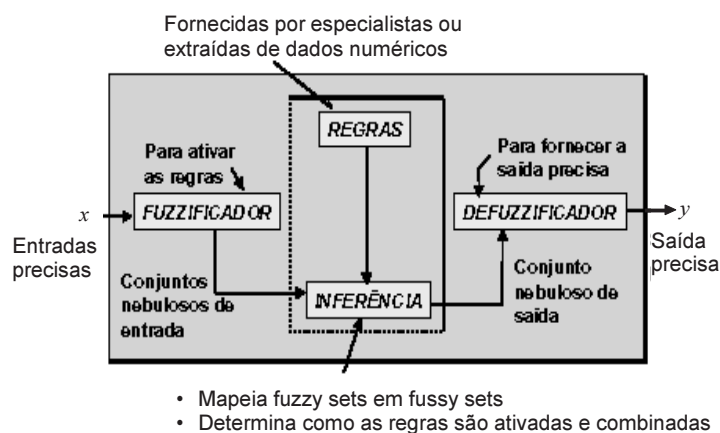 Fornecidas por especialistas ou
extraídas de dados numéricos
REGRAS
Para ativar
as regras
Para fornecer a
saída precisa
x
FUZZIFICADOR
DEFUZZIFICADOR
y
Entradas
precisas
Saída
precisa
Conjuntos
nebulosos de
entrada
INFERÊNCIA
Conjunto
nebuloso de
saída
• Mapeia fuzzy sets em fussy sets
• Determina como as regras são ativadas e combinadas